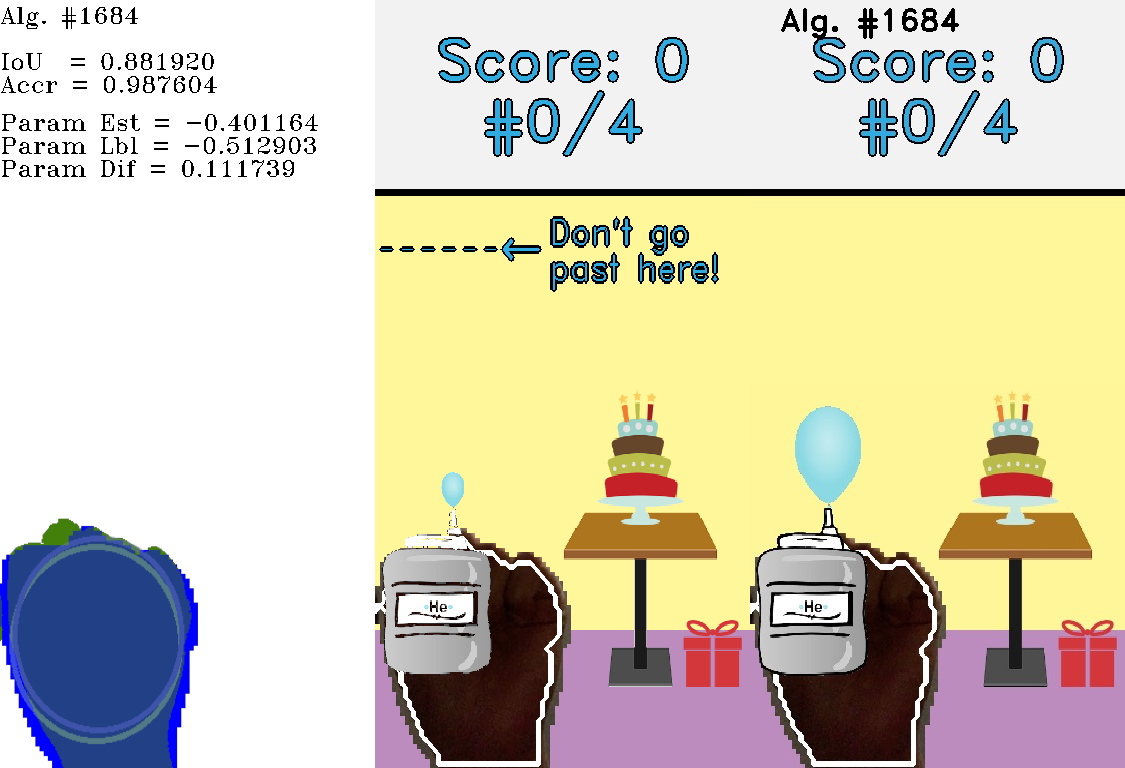 Alg. #1684
IoU = 0.881920
Accr = 0.987604
Param Est = -0.401164
Param Lbl = -0.512903
Param Dif = 0.111739
Score: 0
#0/4
Don't go
past here!
He
Alg. #1684
Score: 0
#0/4
He